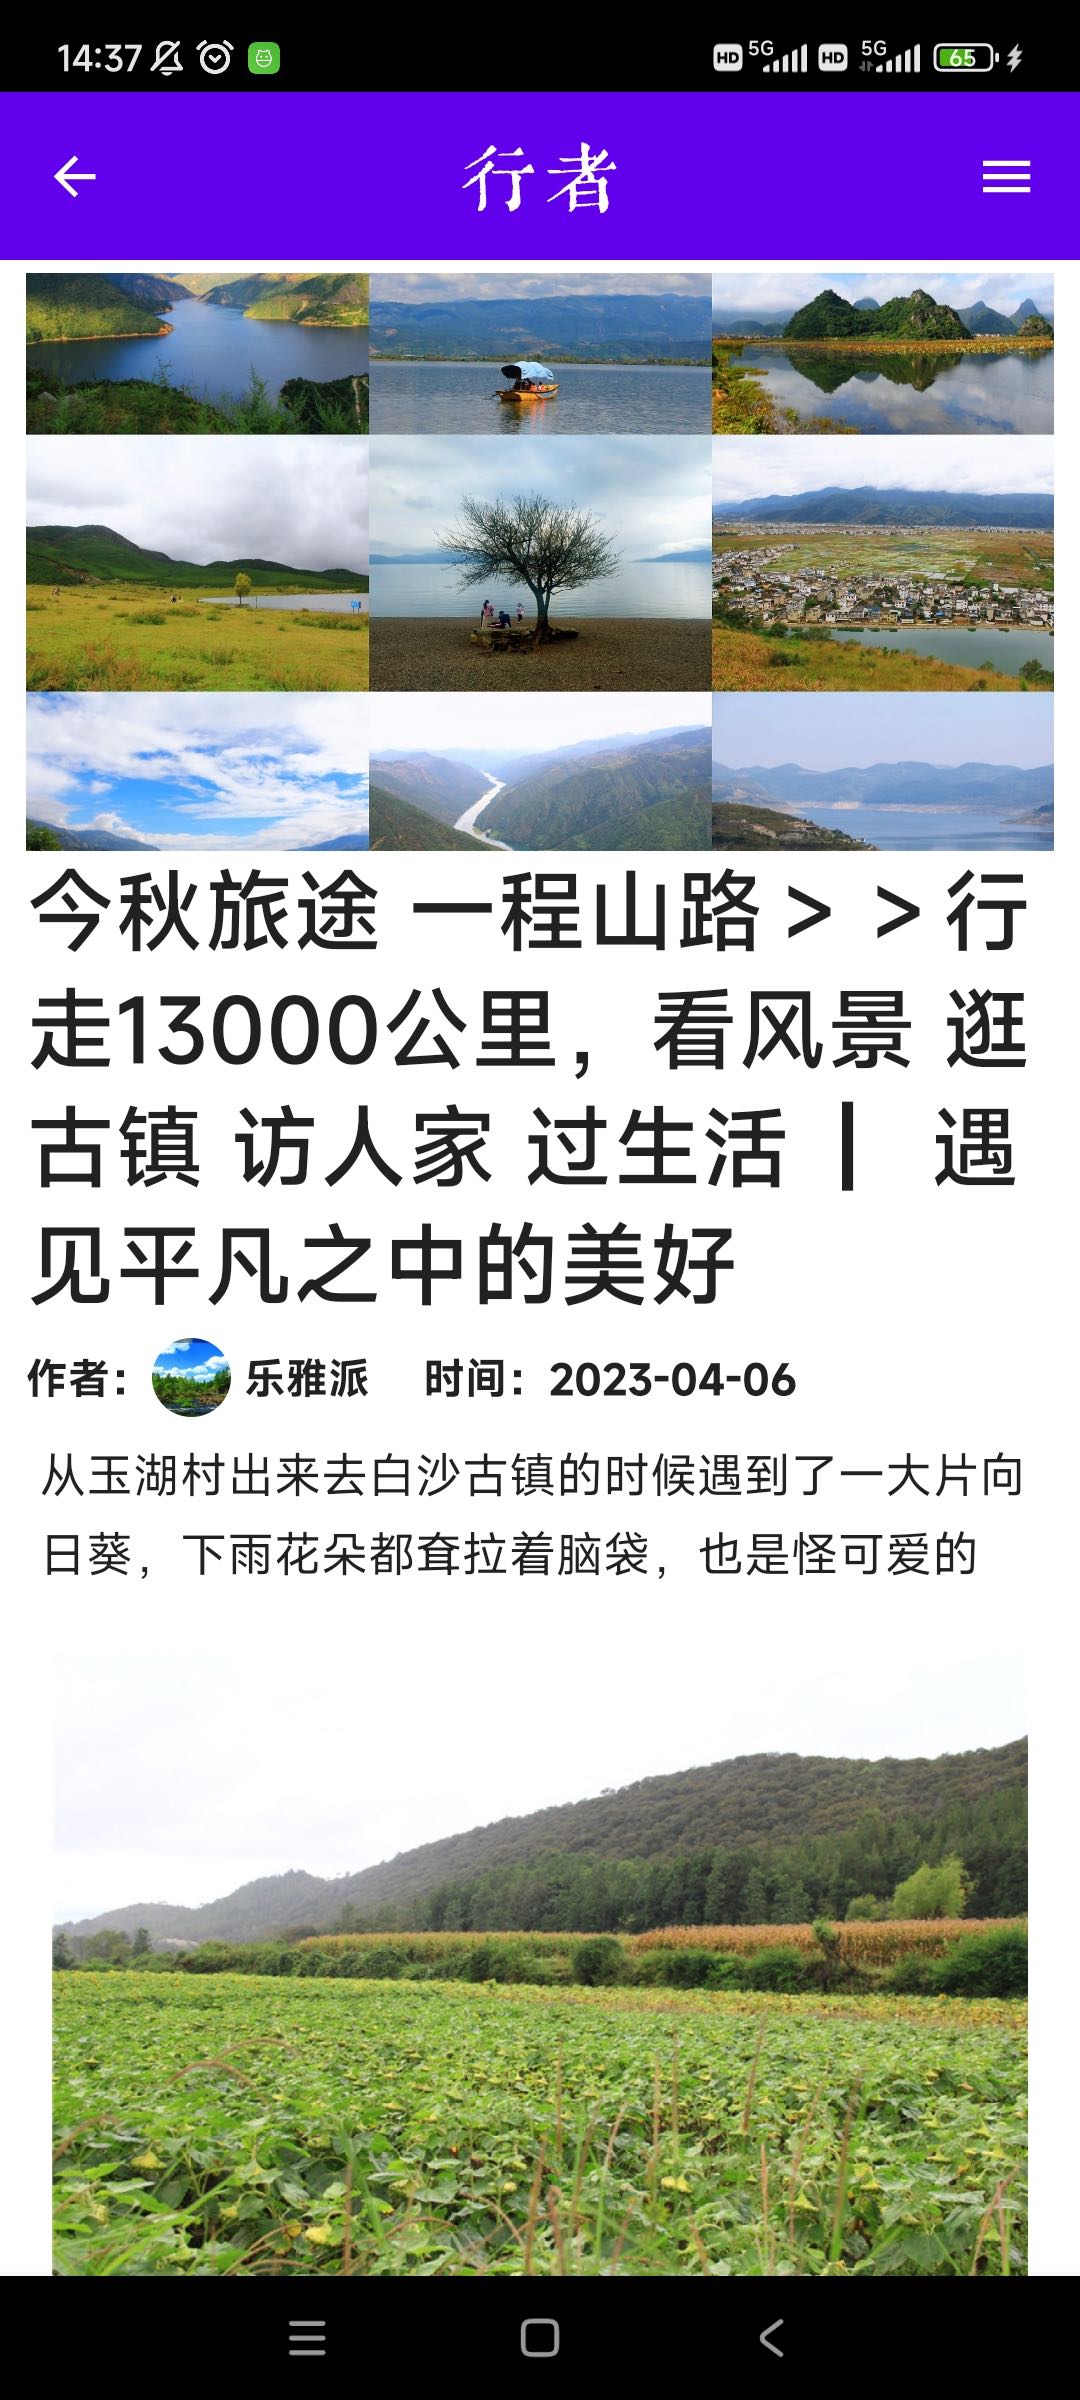 14:37 HD 5G HD 5G 65
行者
今秋旅途 一程山路＞＞行
走13000公里，看风景 逛
古镇 访人家 过生活 ┃ 遇
见平凡之中的美好
作者： 乐雅派 时间：2023-04-06
从玉湖村出来去白沙古镇的时候遇到了一大片向
日葵，下雨花朵都耷拉着脑袋，也是怪可爱的